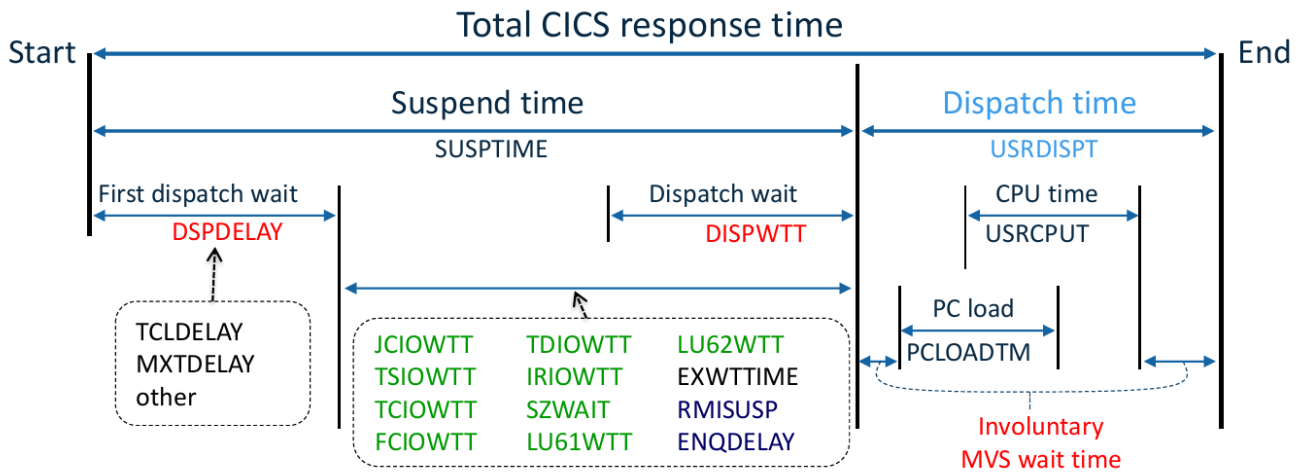 Total CICS response time
Start
End
Suspend time
Dispatch time
SUSPTIME
USRDISPT
First dispatch wait
Dispatch wait
CPU time
DSPDELAY
DISPWTT
USRCPUT
PC load
PCLOADTM
TCLDELAY
MXTDELAY
other
JCIOWTT TDIOWTT LU62WTT
TSIOWTT IRIOWTT EXWTTIME
TCIOWTT SZWAIT RMISUSP
FCIOWTT LU61WTT ENQDELAY
Involuntary
MVS wait time